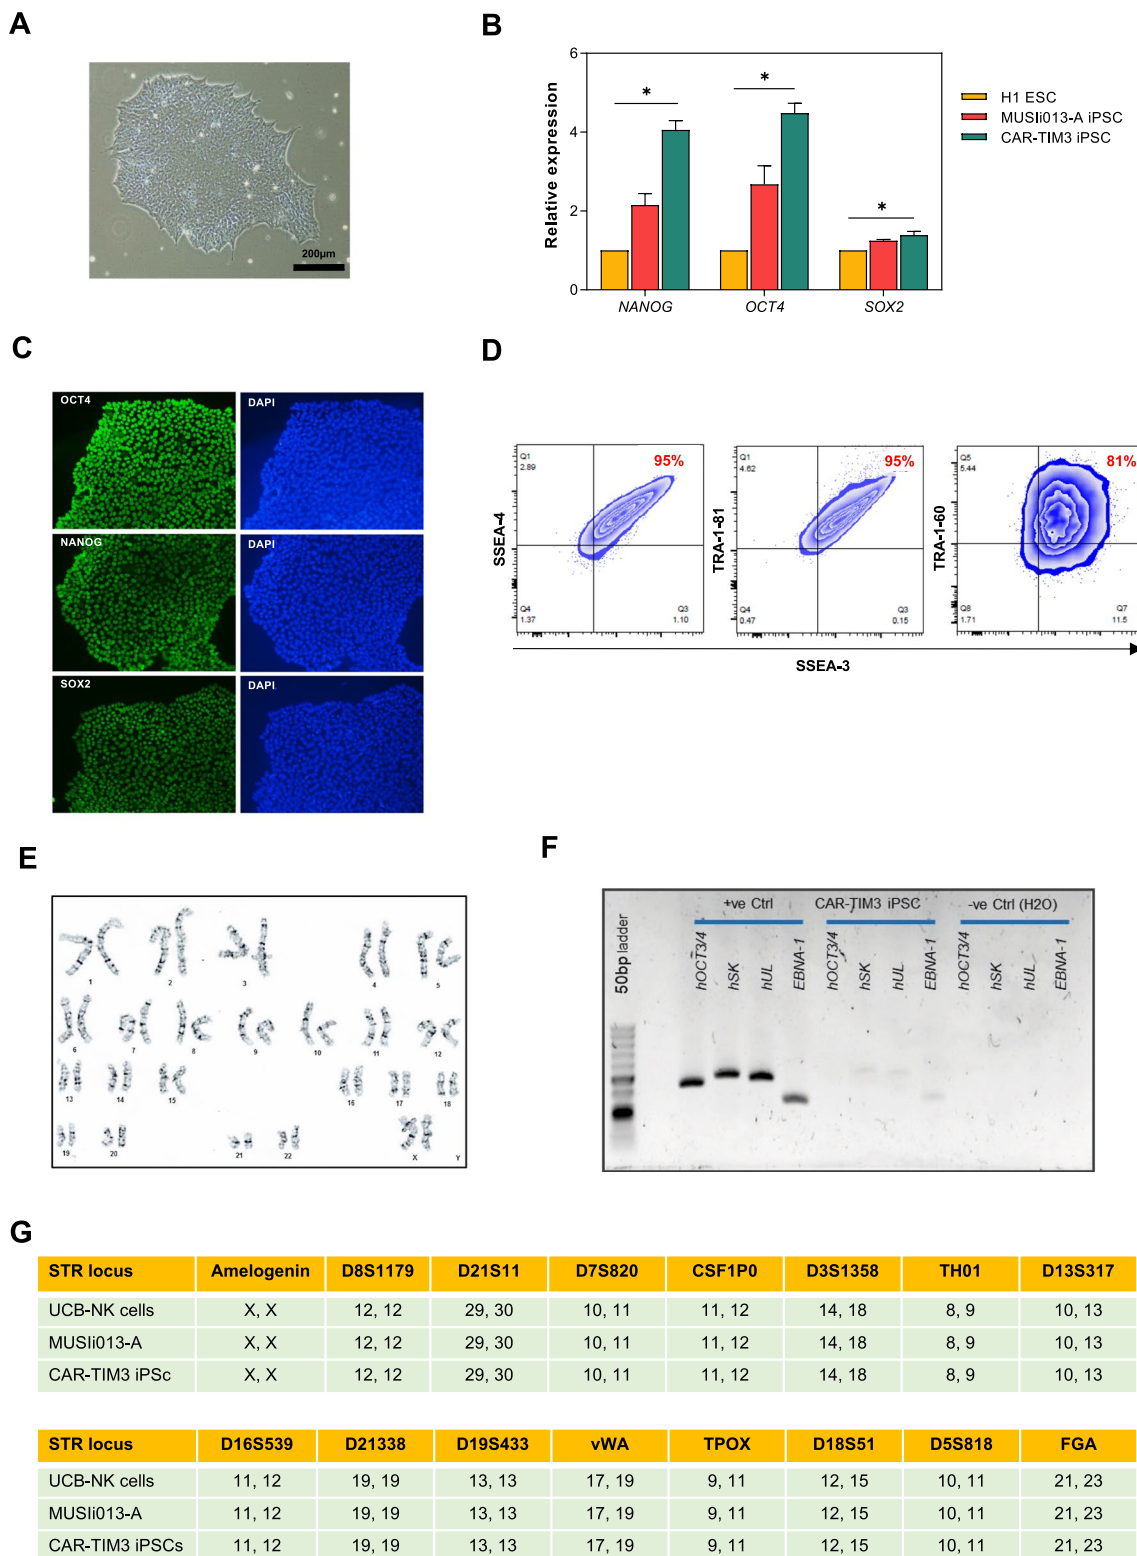 A
200µm
B
Relative expression
6
4
2
0
*
*
*
NANOG
OCT4
SOX2
H1 ESC
MUSIi013-A iPSC
CAR-TIM3 iPSC
C
OCT4
DAPI
NANOG
DAPI
SOX2
DAPI
D
SSEA-4
Q1
2.89
95%
Q4
1.37
Q3
1.10
TRA-1-81
Q1
4.62
95%
Q4
0.47
Q3
0.15
TRA-1-60
Q5
5.44
81%
Q8
1.71
Q7
11.5
SSEA-3
E
1 2 3 4 5
6 7 8 9 10 11 12
13 14 15 16 17 18
19 20 21 22 X Y
F
50bp ladder
+ve Ctrl
CAR-TIM3 iPSC
-ve Ctrl (H2O)
hOCT3/4
hSK
hUL
EBNA-1
hOCT3/4
hSK
hUL
EBNA-1
hOCT3/4
hSK
hUL
EBNA-1
G
STR locus Amelogenin D8S1179 D21S11 D7S820 CSF1P0 D3S1358 TH01 D13S317
UCB-NK cells X, X 12, 12 29, 30 10, 11 11, 12 14, 18 8, 9 10, 13
MUSIi013-A X, X 12, 12 29, 30 10, 11 11, 12 14, 18 8, 9 10, 13
CAR-TIM3 iPSc X, X 12, 12 29, 30 10, 11 11, 12 14, 18 8, 9 10, 13
STR locus D16S539 D21338 D19S433 vWA TPOX D18S51 D5S818 FGA
UCB-NK cells 11, 12 19, 19 13, 13 17, 19 9, 11 12, 15 10, 11 21, 23
MUSIi013-A 11, 12 19, 19 13, 13 17, 19 9, 11 12, 15 10, 11 21, 23
CAR-TIM3 iPSCs 11, 12 19, 19 13, 13 17, 19 9, 11 12, 15 10, 11 21, 23